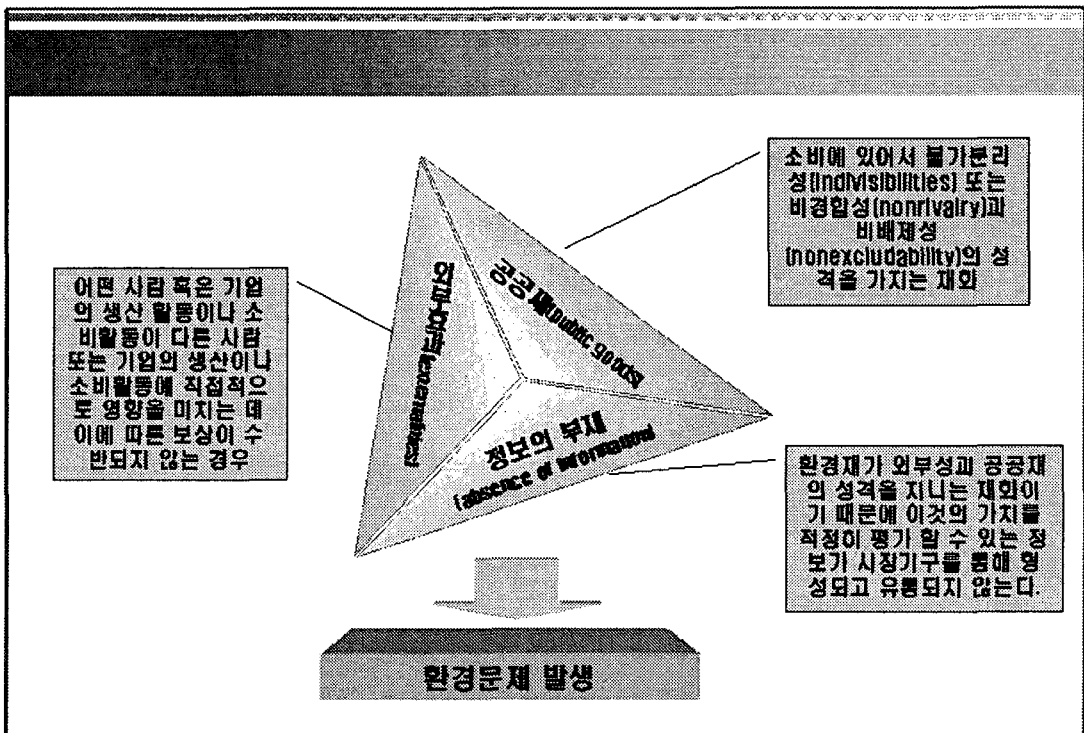 소비에 있어서 불가분리
성(indivisibilities) 또는
비경합성(nonrivalry)과
비배제성
(nonexcludability)의 성
격을 가지는 재화
어떤 사람 혹은 기업
의 생산 활동이나 소
비활동이 다른 사람
또는 기업의 생산이나
소비활동에 직접적으
로 영향을 미치는 데
이에 따른 보상이 수
반되지 않는 경우
공공재(public goods)
(externalities)
정보의 부재
(absence of information)
환경재가 외부성과 공공재
의 성격을 지니는 재화이
기 때문에 이것의 가치를
적정히 평가 할 수 있는 정
보가 시장기구를 통해 형
성되고 유통되지 않는다.
환경문제 발생